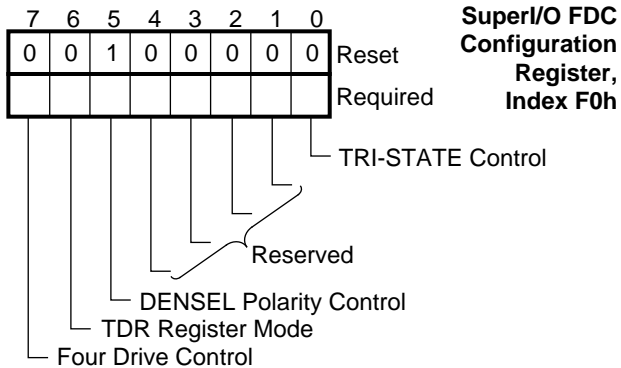 7 6 5 4 3 2 1 0
SuperI/O FDC
Configuration
Register,
Index F0h
0 0 1 0 0 0 0 0 Reset
Required
TRI-STATE Control
Reserved
DENSEL Polarity Control
TDR Register Mode
Four Drive Control